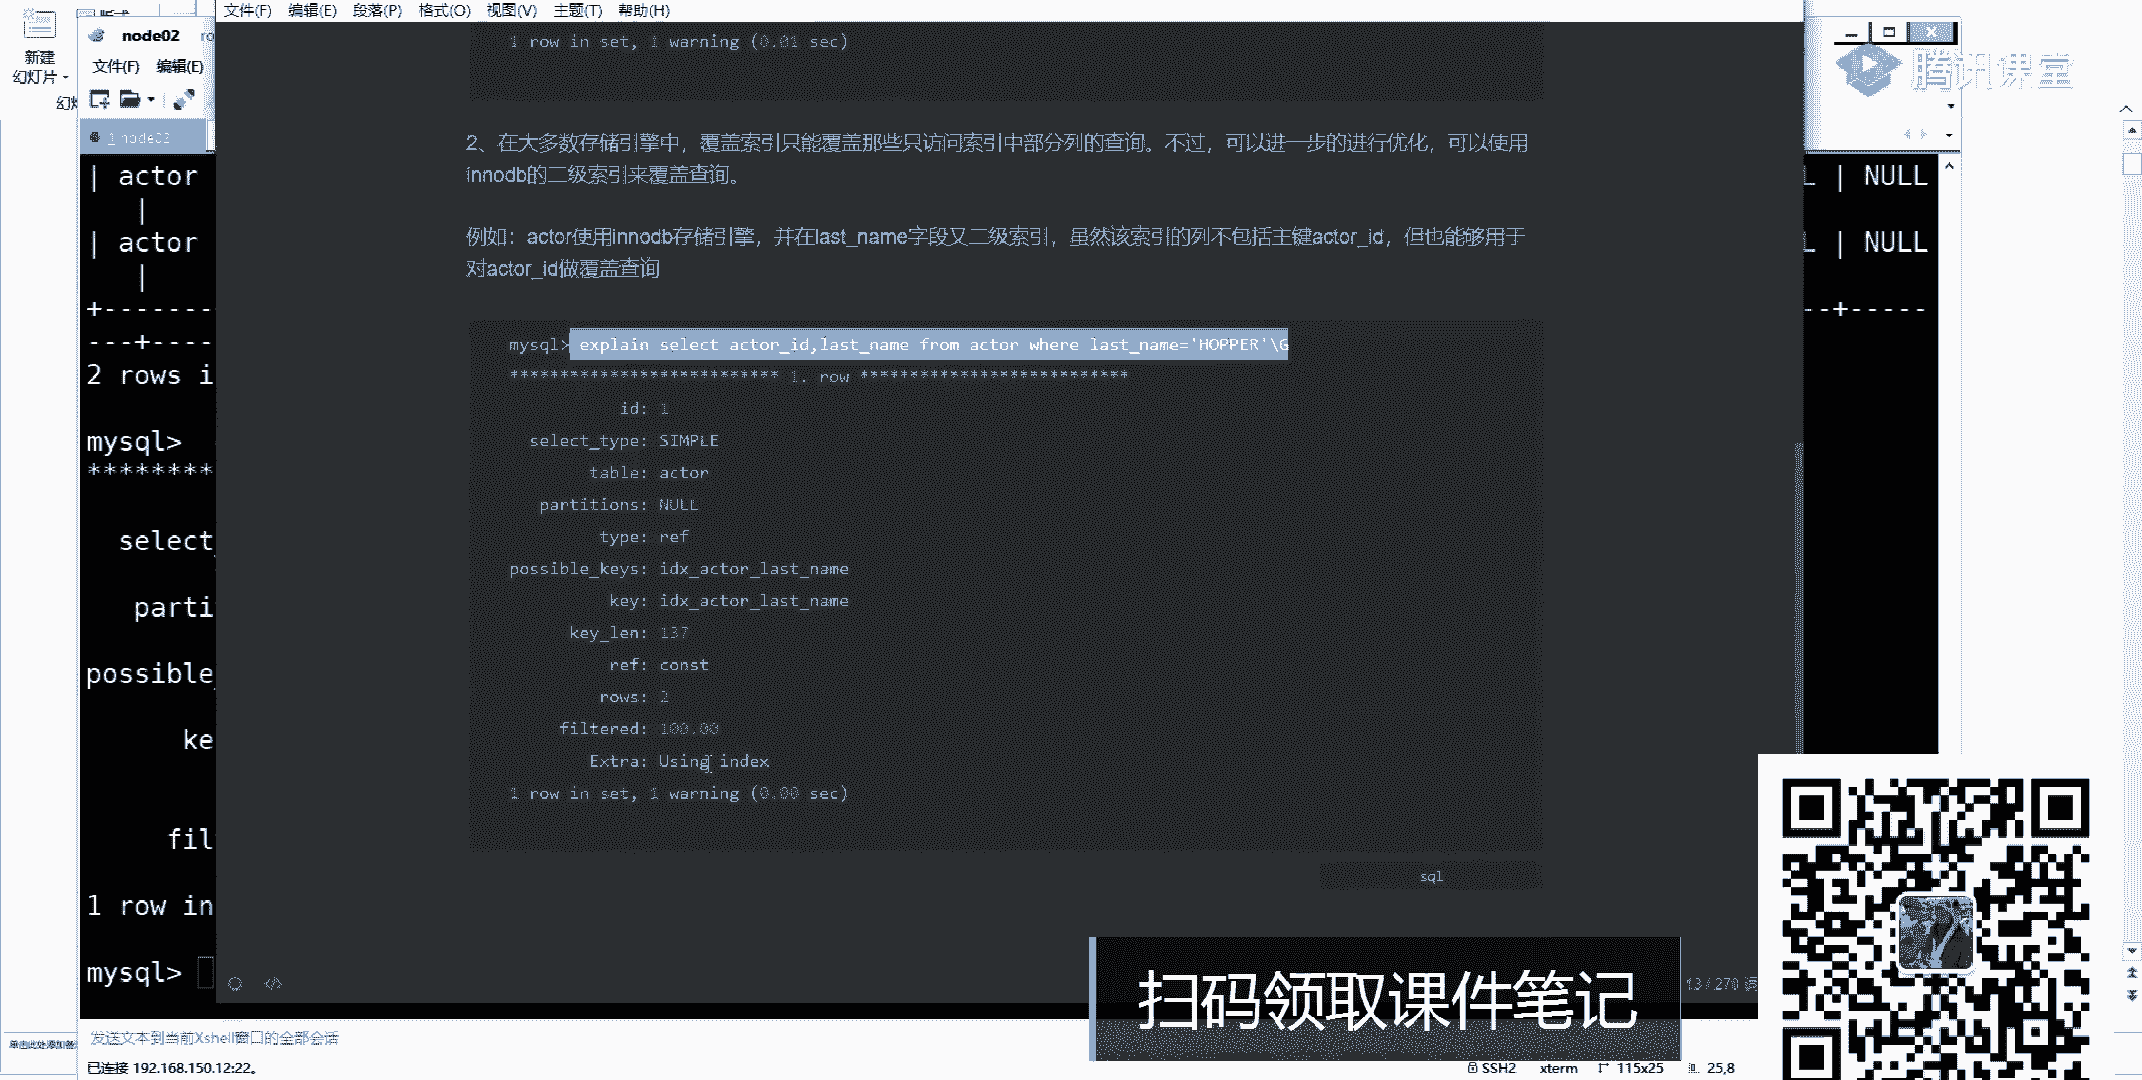 文件(F) 编辑(E) 段落(P) 格式(O) 视图(V) 主题(T) 帮助(H)
新建
幻灯片
node02
文件(F) 编辑(E)
1 node02
腾讯课堂
1 row in set, 1 warning (0.01 sec)
2、在大多数存储引擎中，覆盖索引只能覆盖那些只访问索引中部分列的查询。不过，可以进一步的进行优化，可以使用
innodb的二级索引来覆盖查询。
例如：actor使用innodb存储引擎，并在last_name字段又二级索引，虽然该索引的列不包括主键actor_id，但也能够用于
对actor_id做覆盖查询
mysql> explain select actor_id,last_name from actor where last_name='HOPPER'\G
*************************** 1. row ***************************
id: 1
select_type: SIMPLE
table: actor
partitions: NULL
type: ref
possible_keys: idx_actor_last_name
key: idx_actor_last_name
key_len: 137
ref: const
rows: 2
filtered: 100.00
Extra: Using index
1 row in set, 1 warning (0.00 sec)
sql
| actor
|
| actor
|
+-------
---+----
2 rows i
mysql>
********
select_
parti
possible_
ke
fil
1 row in
mysql>
| NULL
| NULL
--+-----
扫码领取课件笔记
发送文本到当前Xshell窗口的全部会话
已连接 192.168.150.12:22。
SSH2 xterm 115x25 25,8